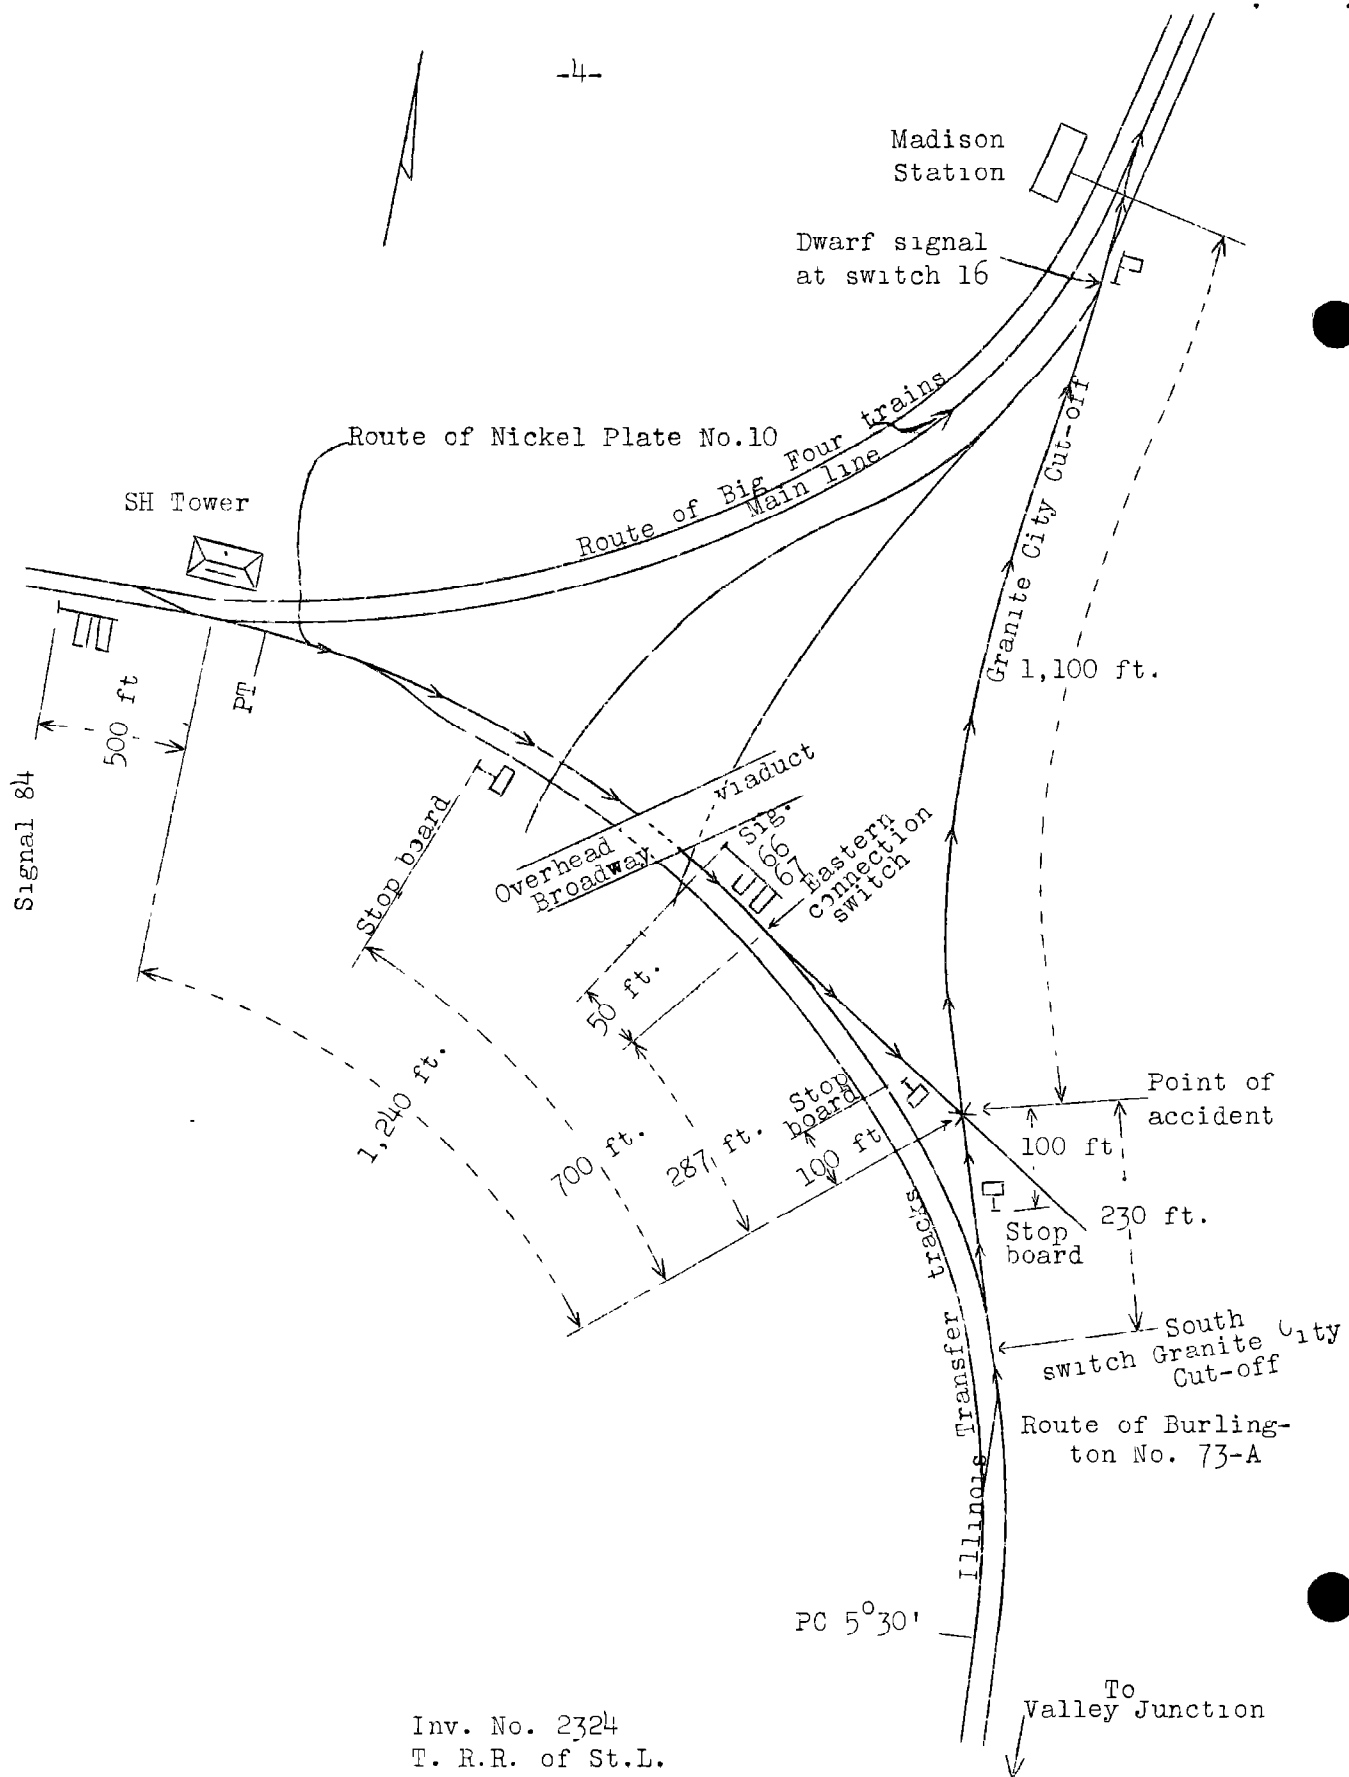 -4-
Madison
Station
Dwarf signal
at switch 16
Route of Nickel Plate No.10
SH Tower
Route of Big Four trains
Main line
Granite City Cut-off
1,100 ft.
PT
500 ft
Signal 84
Stop board
Overhead
Broadway
viaduct
Sig.
66
67
Eastern
connection
switch
50 ft.
1,240 ft.
700 ft.
287 ft.
Stop
board
100 ft
Point of
accident
100 ft
230 ft.
Stop
board
South
switch Granite City
Cut-off
Illinois Transfer tracks
Route of Burling-
ton No. 73-A
PC 5°30'
To
Valley Junction
Inv. No. 2324
T. R.R. of St.L.